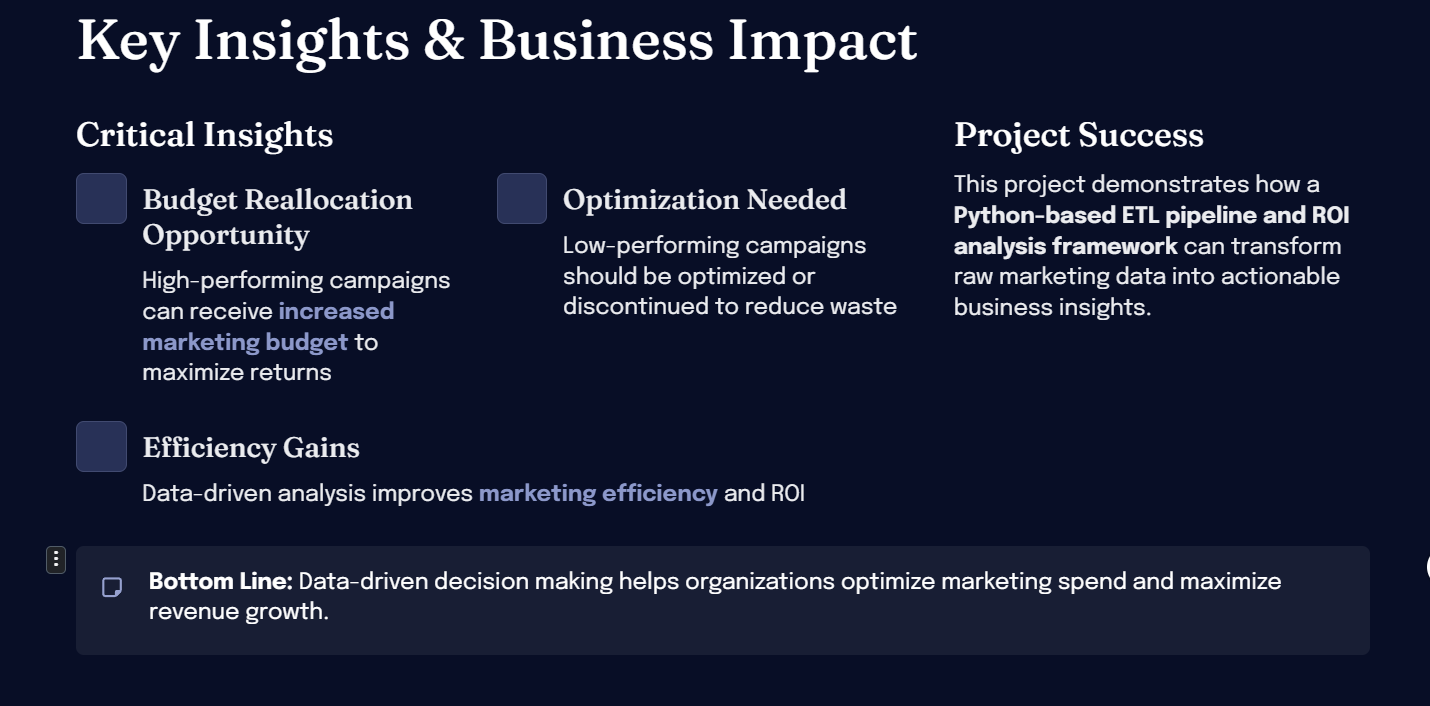 Key Insights & Business Impact
Critical Insights
Budget Reallocation
Opportunity
High-performing campaigns
can receive increased
marketing budget to
maximize returns
Optimization Needed
Low-performing campaigns
should be optimized or
discontinued to reduce waste
Efficiency Gains
Data-driven analysis improves marketing efficiency and ROI
Project Success
This project demonstrates how a
Python-based ETL pipeline and ROI
analysis framework can transform
raw marketing data into actionable
business insights.
Bottom Line: Data-driven decision making helps organizations optimize marketing spend and maximize
revenue growth.